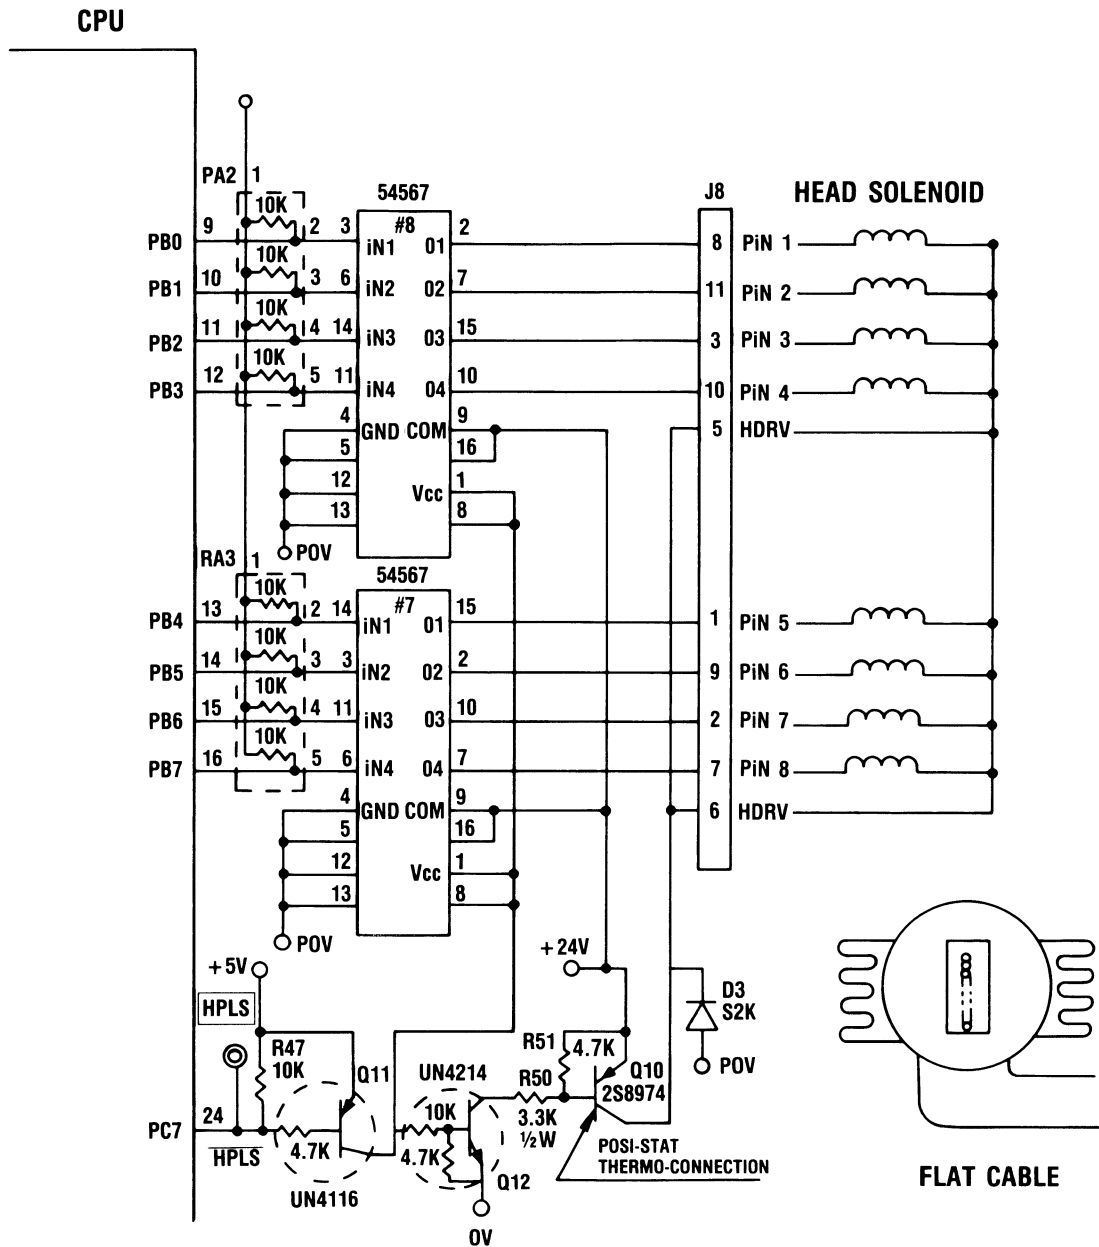 CPU
PA2 1
54567
J8
HEAD SOLENOID
10K
PB0 9 2 3 iN1 #8 01 2 8 PiN 1
10K
PB1 10 3 6 iN2 02 7 11 PiN 2
10K
PB2 11 4 14 iN3 03 15 3 PiN 3
10K
PB3 12 5 11 iN4 04 10 10 PiN 4
4 GND COM 9 5 HDRV
5 16
12 Vcc 1
13 8
POV
RA3 1
54567
10K
PB4 13 2 14 iN1 #7 01 15 1 PiN 5
10K
PB5 14 3 3 iN2 02 2 9 PiN 6
10K
PB6 15 4 11 iN3 03 10 2 PiN 7
10K
PB7 16 5 6 iN4 04 7 7 PiN 8
4 GND COM 9 6 HDRV
5 16
12 Vcc 1
13 8
POV
+5V
+24V
HPLS
D3
S2K
POV
R47
10K
Q11
UN4214
R51
4.7K
R50
Q10
2S8974
3.3K
½W
PC7 24
HPLS
4.7K
UN4116
10K
4.7K
Q12
0V
POSI-STAT
THERMO-CONNECTION
FLAT CABLE